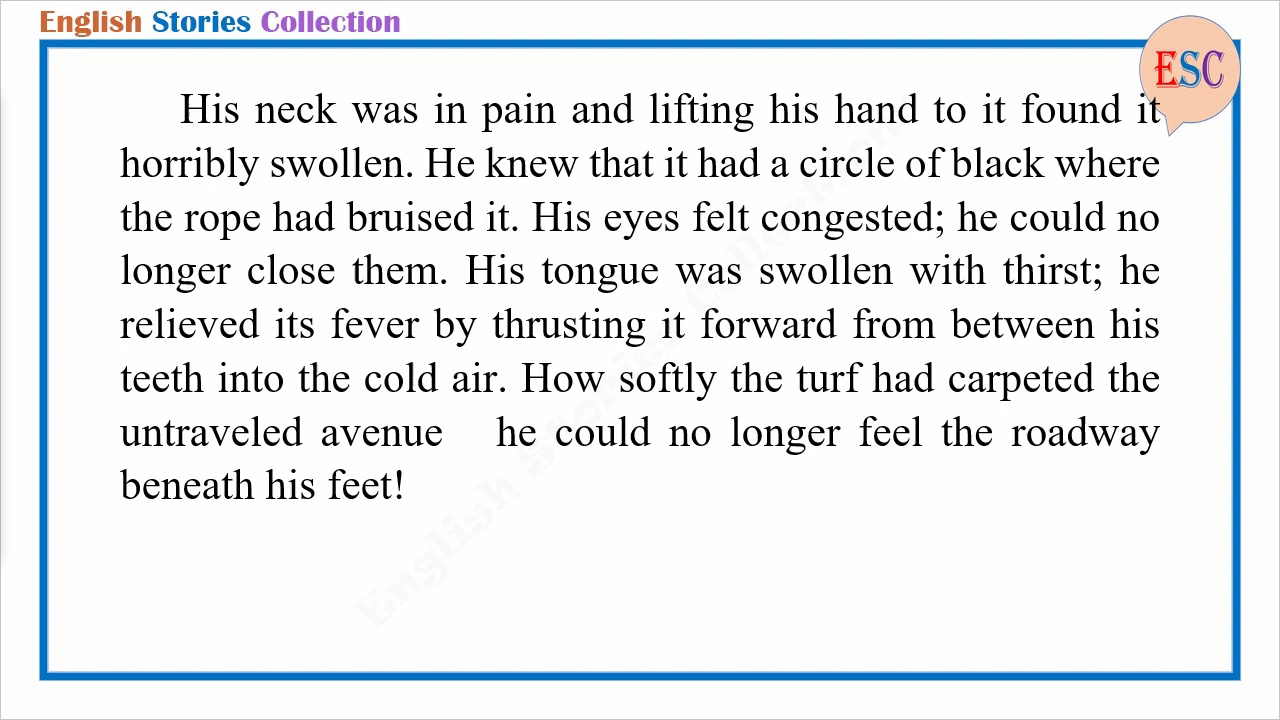 English Stories Collection
ESC
His neck was in pain and lifting his hand to it found it
horribly swollen. He knew that it had a circle of black where
the rope had bruised it. His eyes felt congested; he could no
longer close them. His tongue was swollen with thirst; he
relieved its fever by thrusting it forward from between his
teeth into the cold air. How softly the turf had carpeted the
untraveled avenue he could no longer feel the roadway
beneath his feet!
English Stories Collection